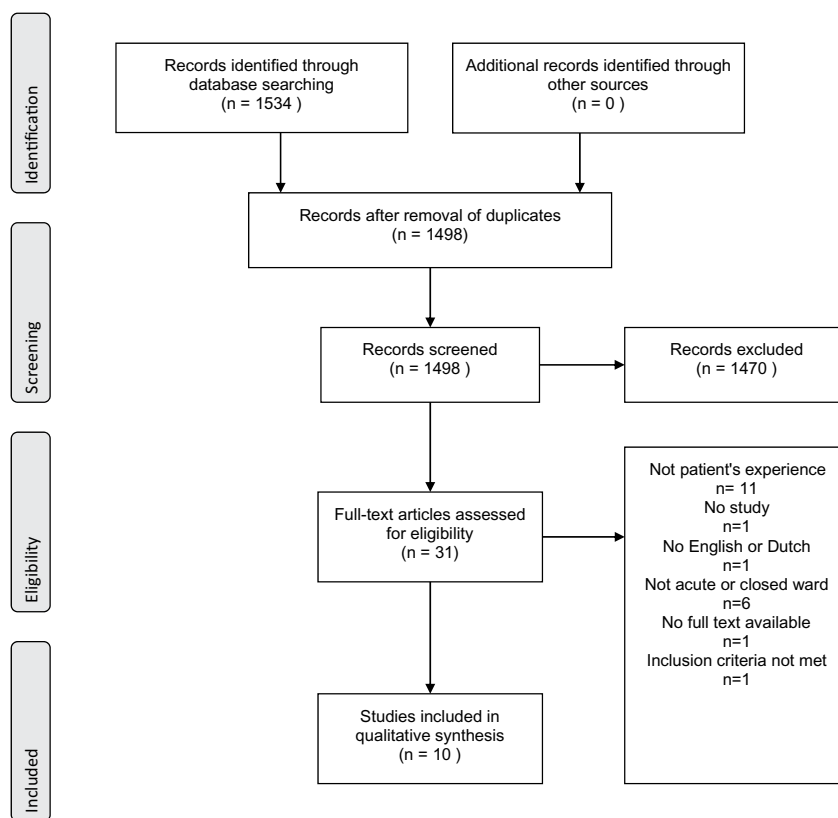 Identification
Records identified through
database searching
(n = 1534 )
Additional records identified through
other sources
(n = 0 )
Records after removal of duplicates
(n = 1498)
Screening
Records screened
(n = 1498 )
Records excluded
(n = 1470 )
Eligibility
Full-text articles assessed
for eligibility
(n = 31)
Not patient's experience
n= 11
No study
n=1
No English or Dutch
n=1
Not acute or closed ward
n=6
No full text available
n=1
Inclusion criteria not met
n=1
Included
Studies included in
qualitative synthesis
(n = 10 )